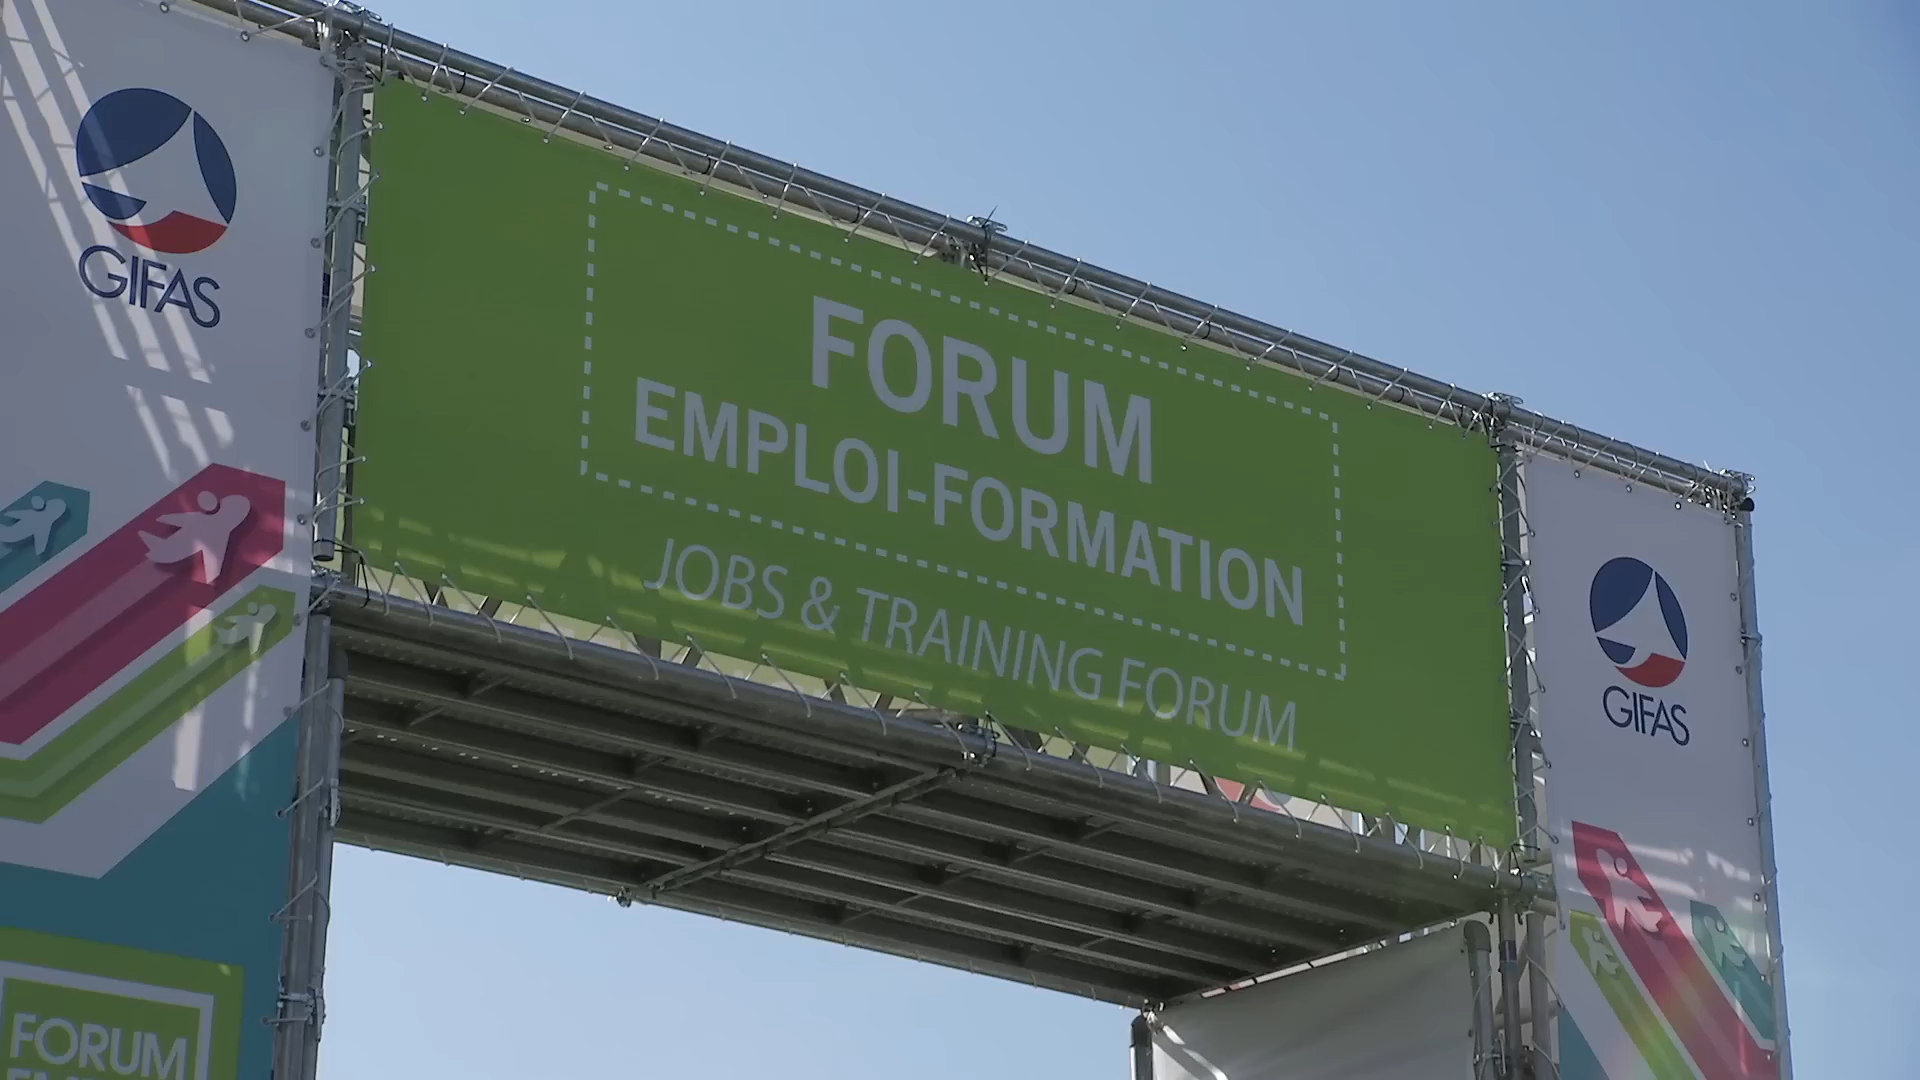 GIFAS
FORUM
EMPLOI-FORMATION
JOBS & TRAINING FORUM
GIFAS
FORUM